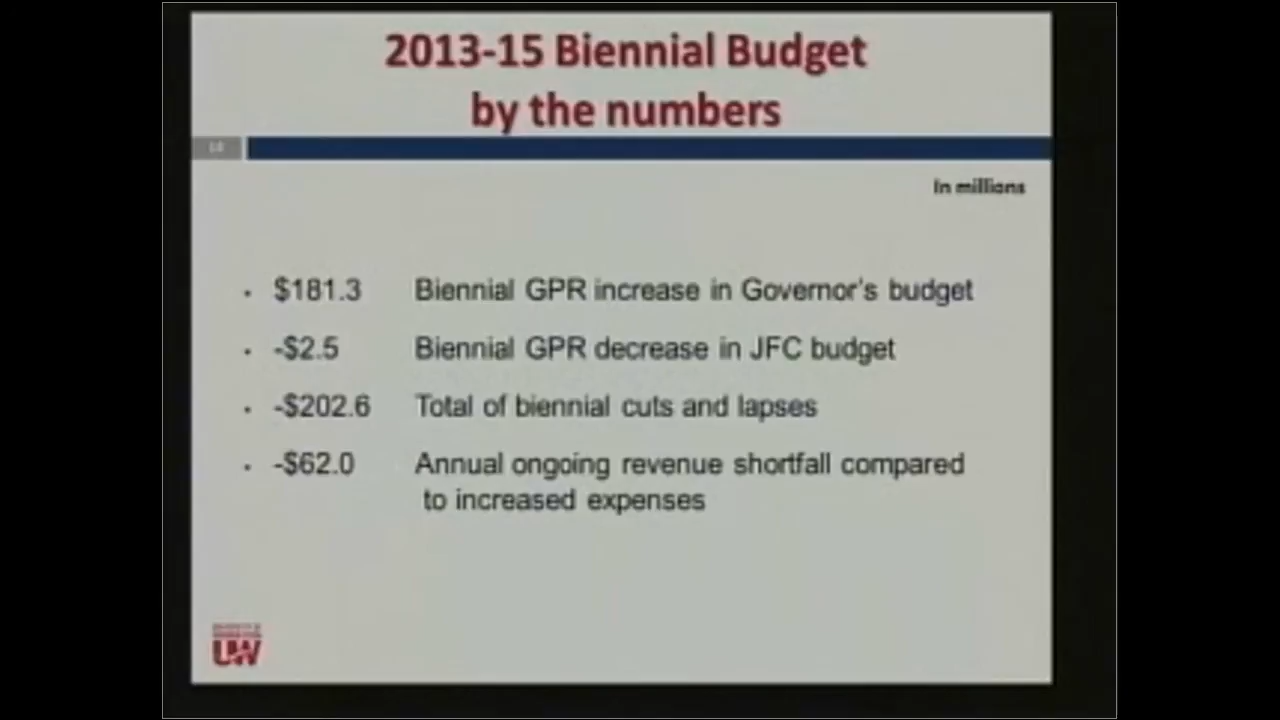 2013-15 Biennial Budget
by the numbers
In millions
• $181.3 Biennial GPR increase in Governor's budget
• -$2.5 Biennial GPR decrease in JFC budget
• -$202.6 Total of biennial cuts and lapses
• -$62.0 Annual ongoing revenue shortfall compared
to increased expenses
UW